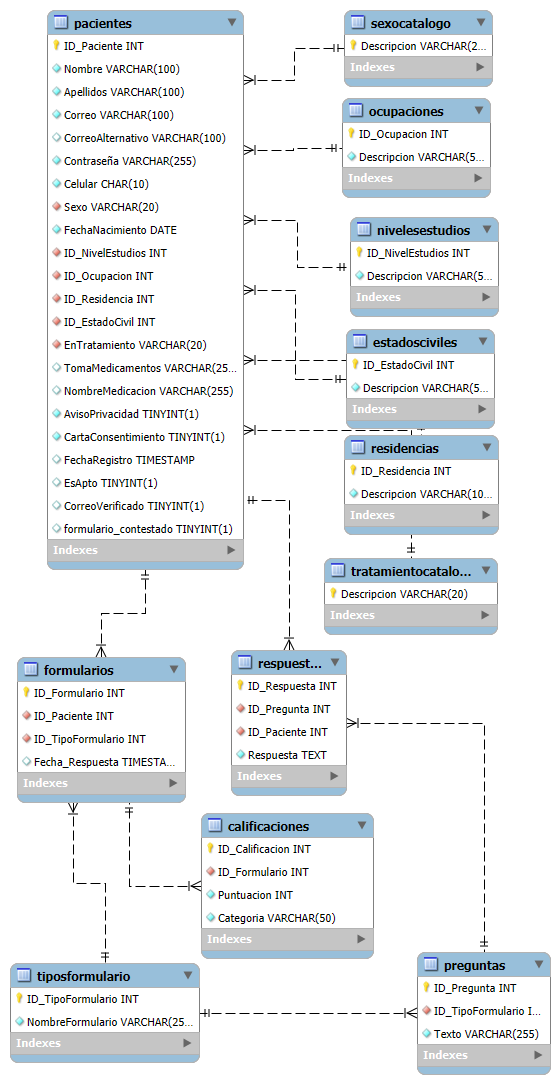 pacientes
ID_Paciente INT
Nombre VARCHAR(100)
Apellidos VARCHAR(100)
Correo VARCHAR(100)
CorreoAlternativo VARCHAR(100)
Contraseña VARCHAR(255)
Celular CHAR(10)
Sexo VARCHAR(20)
FechaNacimiento DATE
ID_NivelEstudios INT
ID_Ocupacion INT
ID_Residencia INT
ID_EstadoCivil INT
EnTratamiento VARCHAR(20)
TomaMedicamentos VARCHAR(25...
NombreMedicacion VARCHAR(255)
AvisoPrivacidad TINYINT(1)
CartaConsentimiento TINYINT(1)
FechaRegistro TIMESTAMP
EsApto TINYINT(1)
CorreoVerificado TINYINT(1)
formulario_contestado TINYINT(1)
Indexes
sexocatalogo
Descripcion VARCHAR(2...
Indexes
ocupaciones
ID_Ocupacion INT
Descripcion VARCHAR(5...
Indexes
nivelesestudios
ID_NivelEstudios INT
Descripcion VARCHAR(5...
Indexes
estadosciviles
ID_EstadoCivil INT
Descripcion VARCHAR(5...
Indexes
residencias
ID_Residencia INT
Descripcion VARCHAR(10...
Indexes
tratamientocatalo...
Descripcion VARCHAR(20)
Indexes
formularios
ID_Formulario INT
ID_Paciente INT
ID_TipoFormulario INT
Fecha_Respuesta TIMESTA...
Indexes
respuest...
ID_Respuesta INT
ID_Pregunta INT
ID_Paciente INT
Respuesta TEXT
Indexes
calificaciones
ID_Calificacion INT
ID_Formulario INT
Puntuacion INT
Categoria VARCHAR(50)
Indexes
tiposformulario
ID_TipoFormulario INT
NombreFormulario VARCHAR(25...
Indexes
preguntas
ID_Pregunta INT
ID_TipoFormulario I...
Texto VARCHAR(255)
Indexes